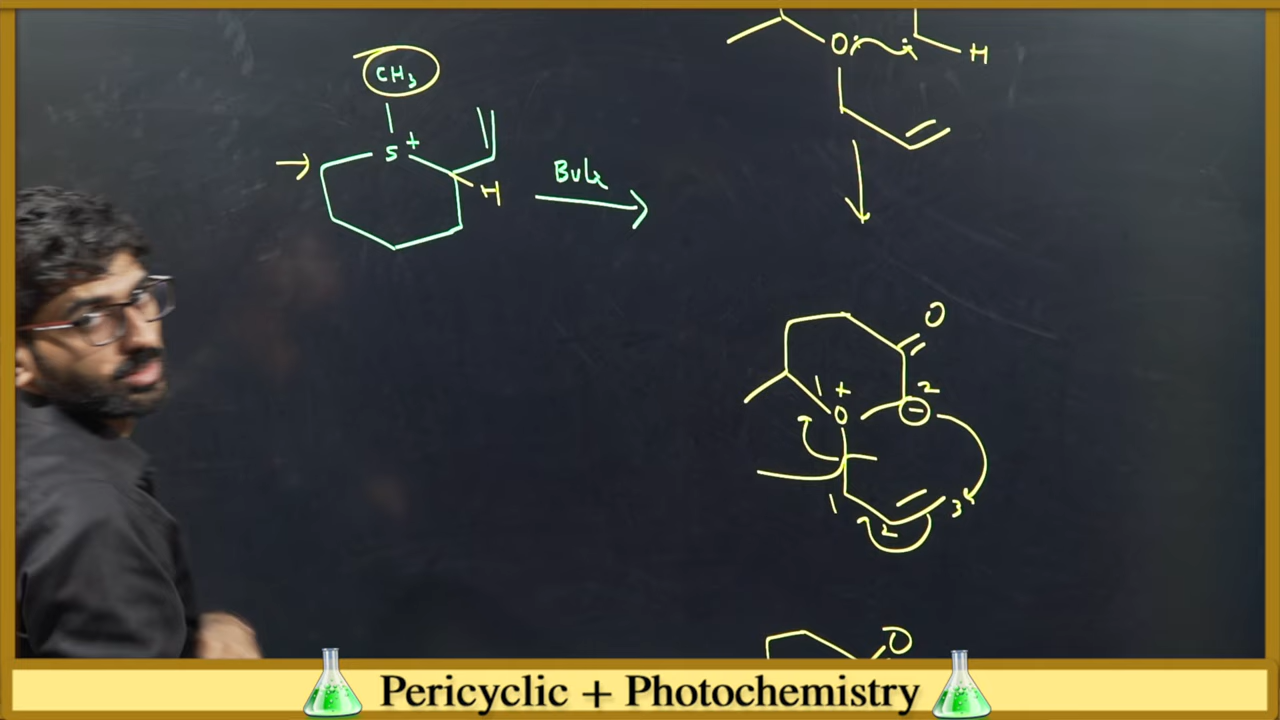 CH3
S +
H
BuLi
O
H
O
1 +
O
2
−
1
2
3
O
Pericyclic + Photochemistry